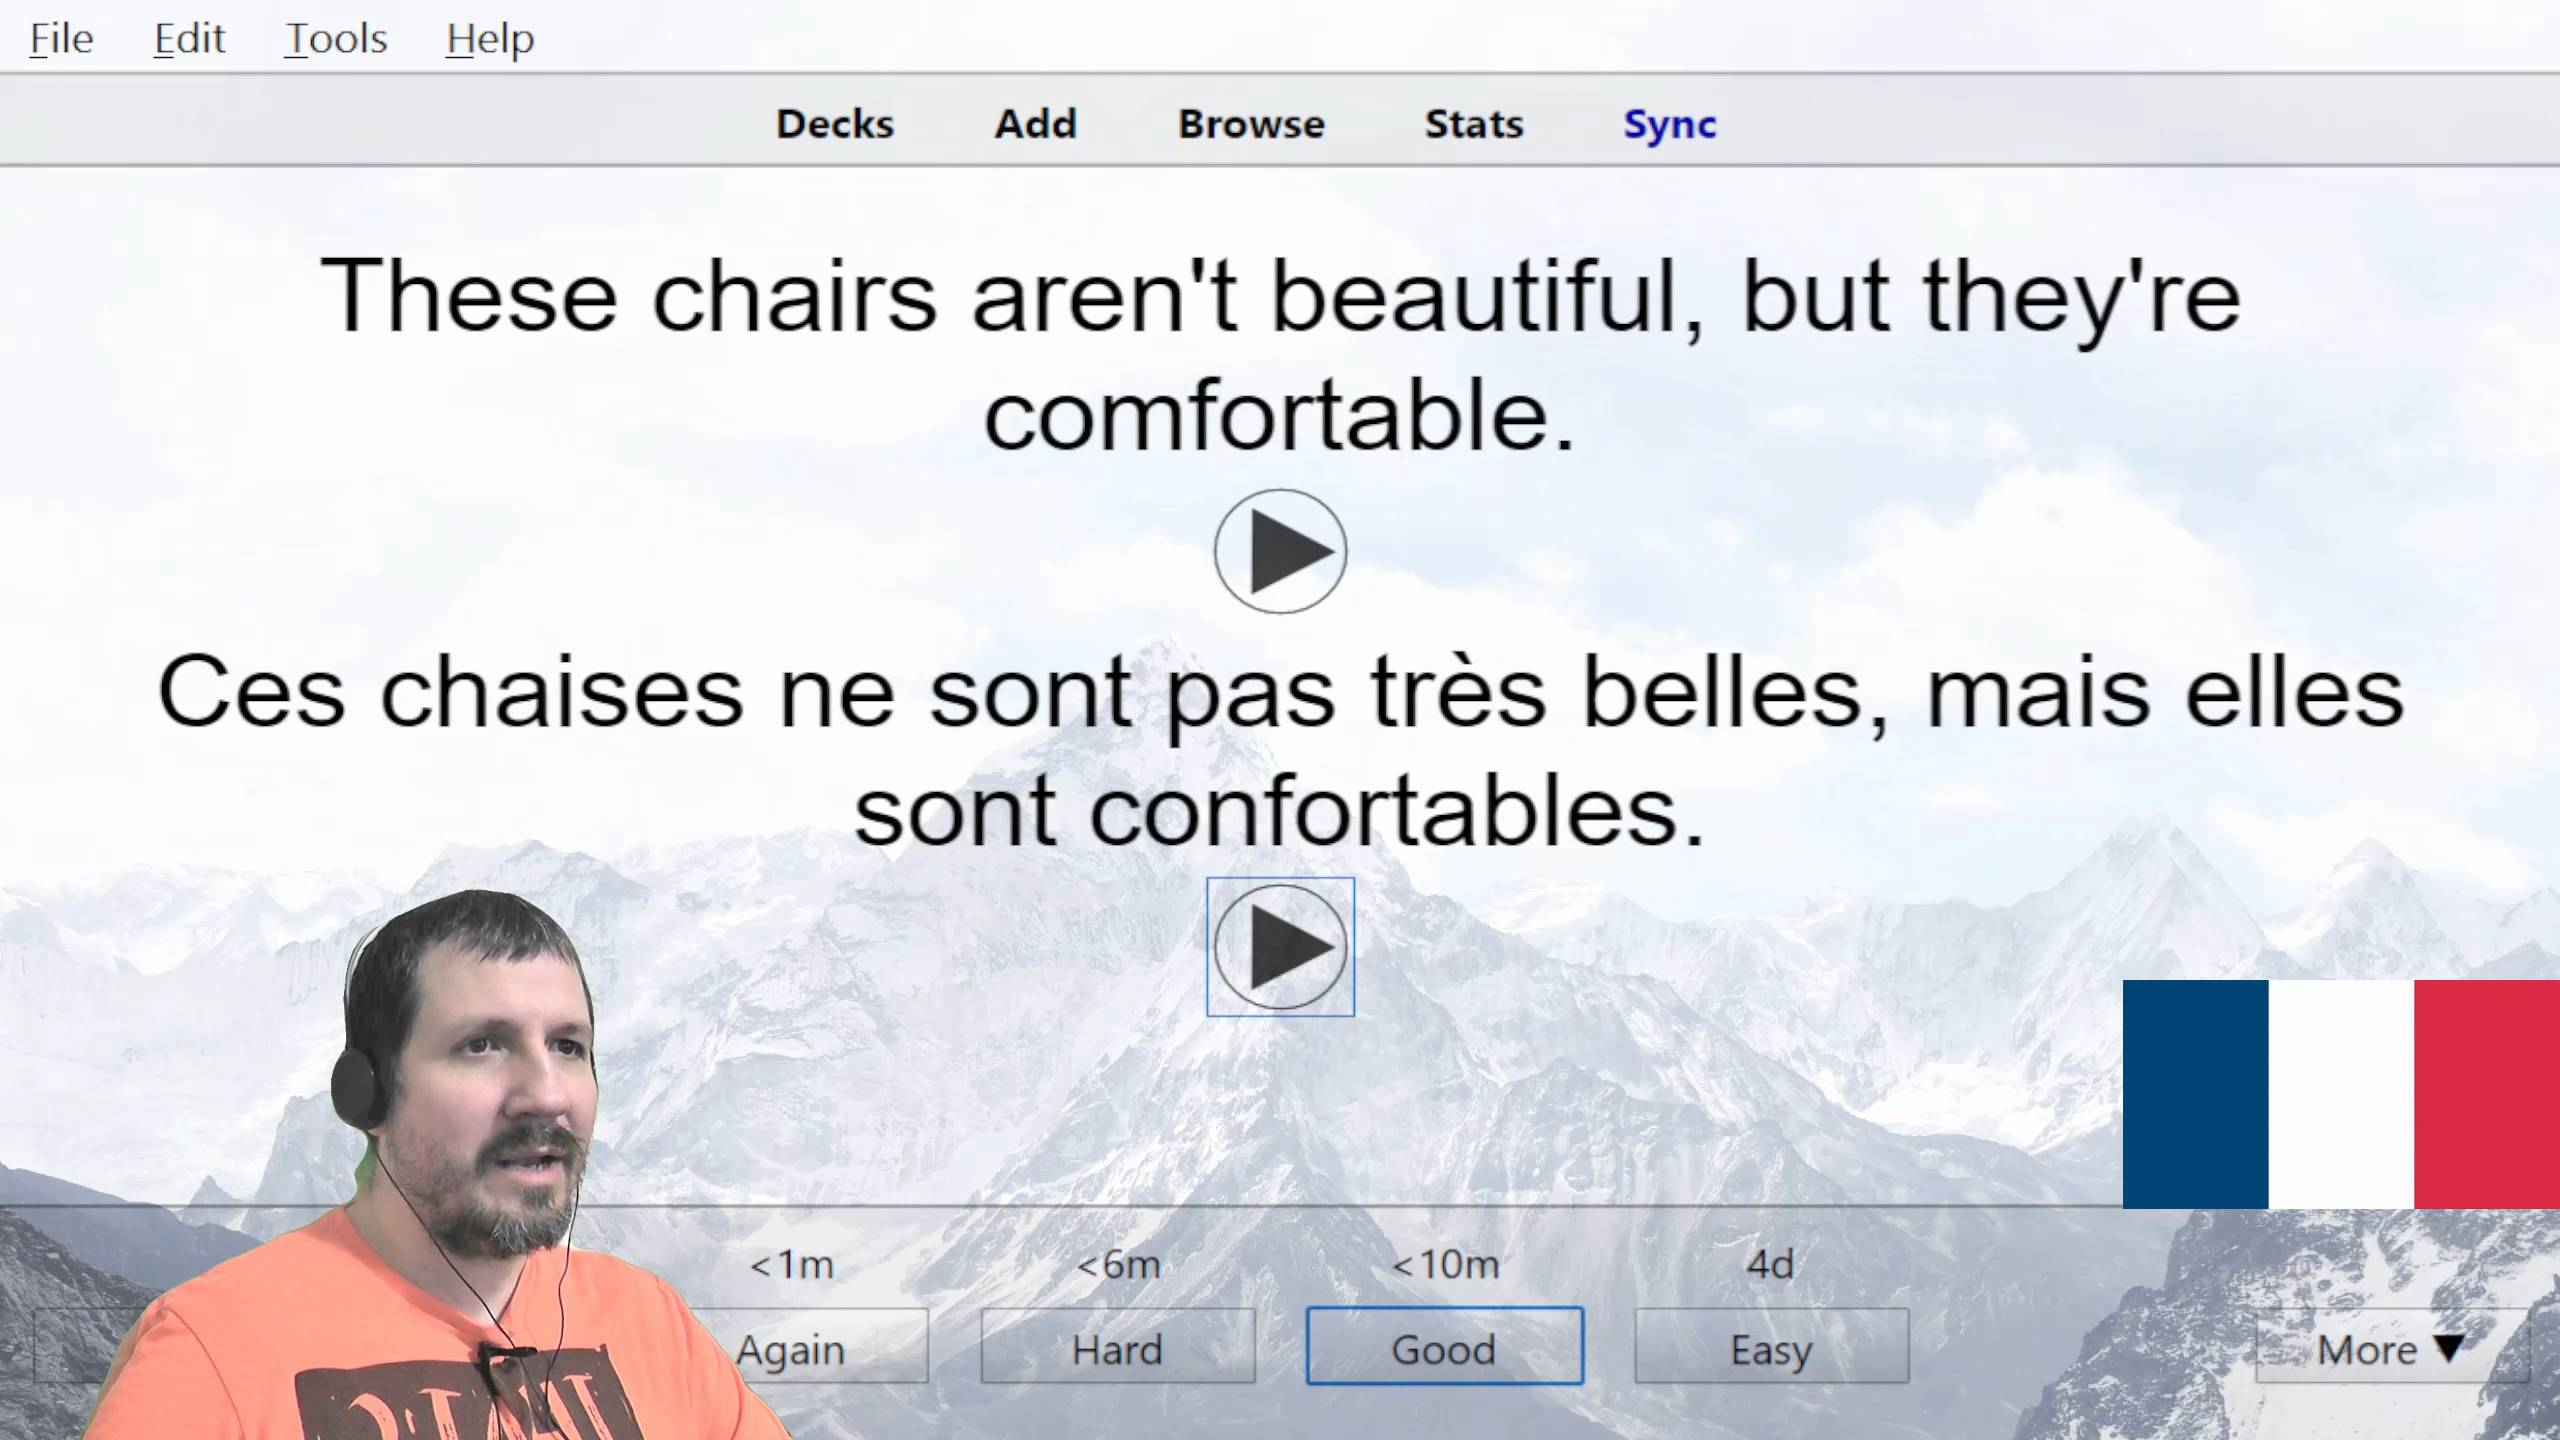 File Edit Tools Help
Decks Add Browse Stats Sync
These chairs aren't beautiful, but they're
comfortable.
Ces chaises ne sont pas très belles, mais elles
sont confortables.
<1m <6m <10m 4d
Again Hard Good Easy More ▼